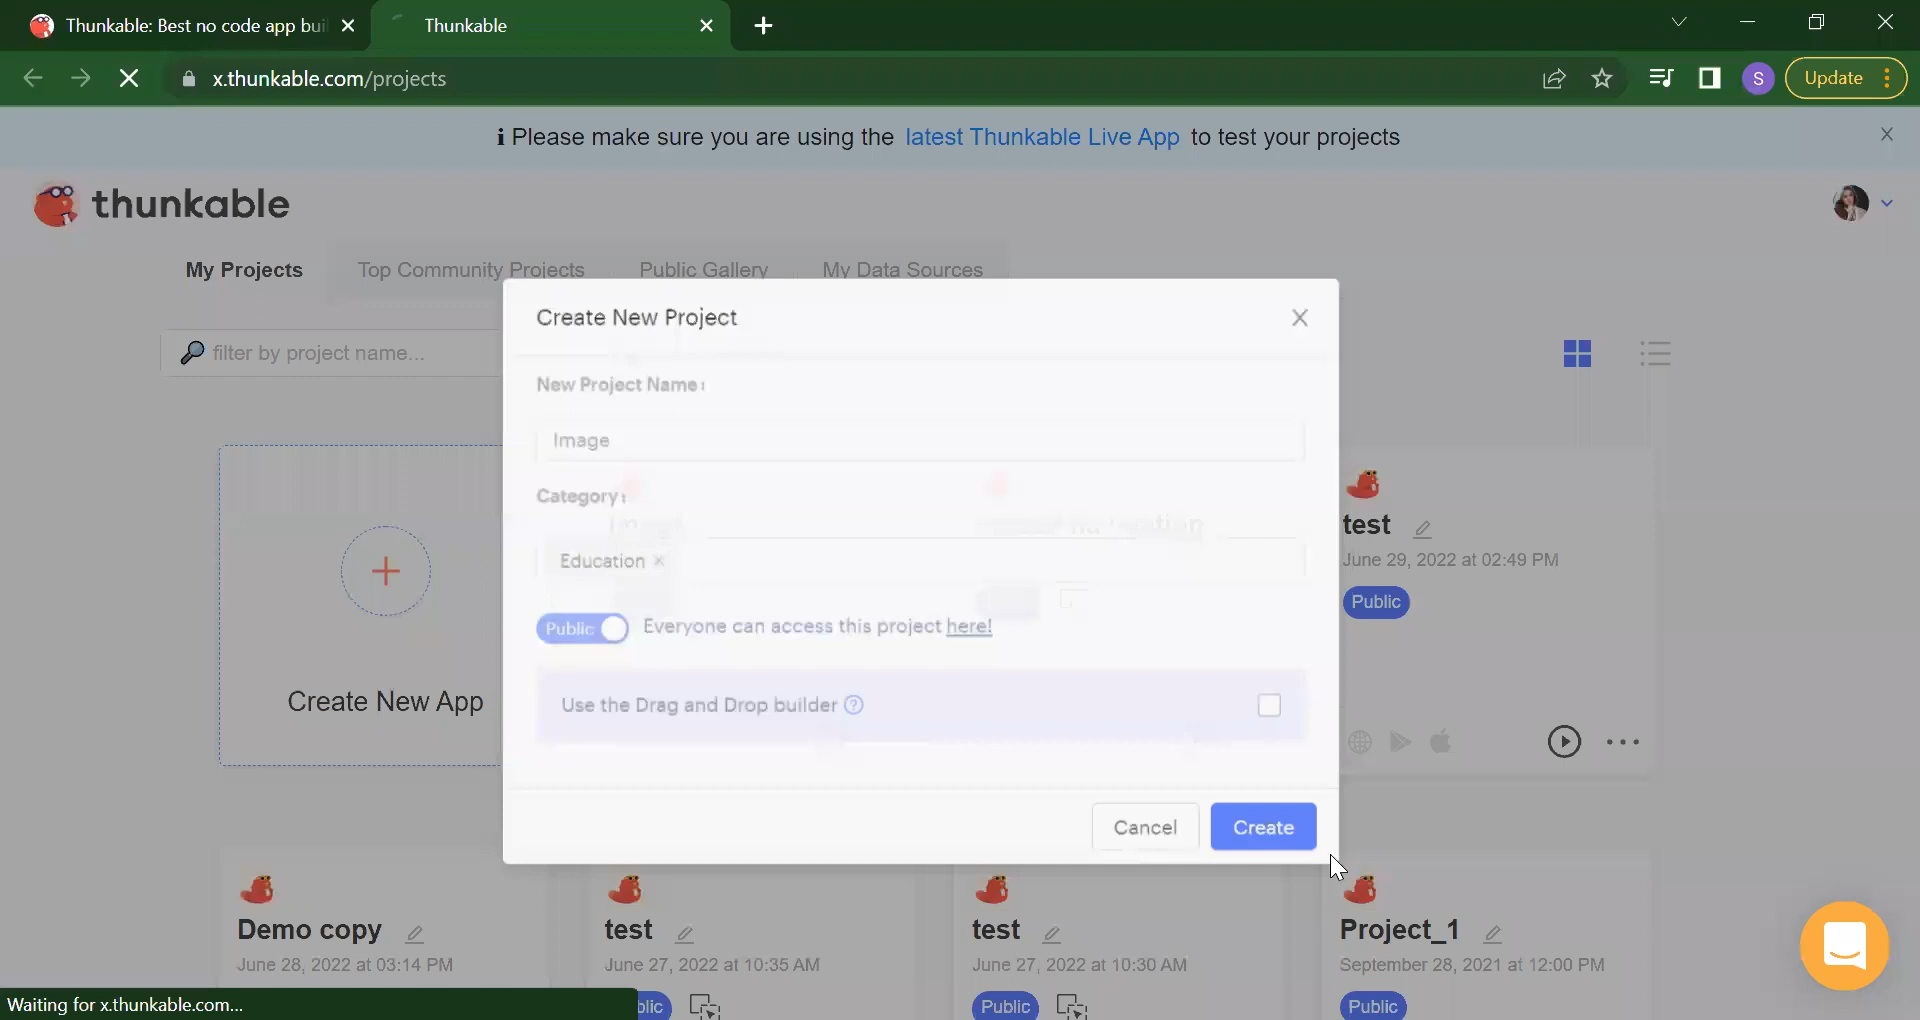 Thunkable: Best no code app bui
Thunkable
x.thunkable.com/projects
S
Update
i Please make sure you are using the latest Thunkable Live App to test your projects
thunkable
My Projects
Top Community Projects
Public Gallery
My Data Sources
filter by project name...
Create New Project
New Project Name:
Image
Category:
Education ×
Public
Everyone can access this project here!
Use the Drag and Drop builder ?
Cancel
Create
Create New App
test
June 29, 2022 at 02:49 PM
Public
Demo copy
June 28, 2022 at 03:14 PM
test
June 27, 2022 at 10:35 AM
blic
test
June 27, 2022 at 10:30 AM
Public
Project_1
September 28, 2021 at 12:00 PM
Public
Waiting for x.thunkable.com...